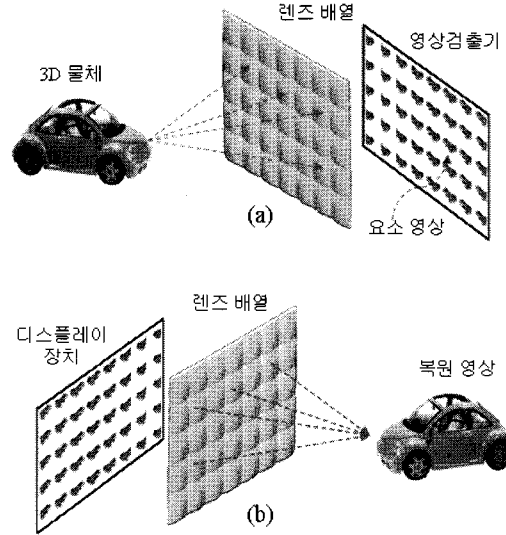 렌즈 배열
영상검출기
3D 물체
(a)
요소 영상
렌즈 배열
디스플레이
장치
복원 영상
(b)